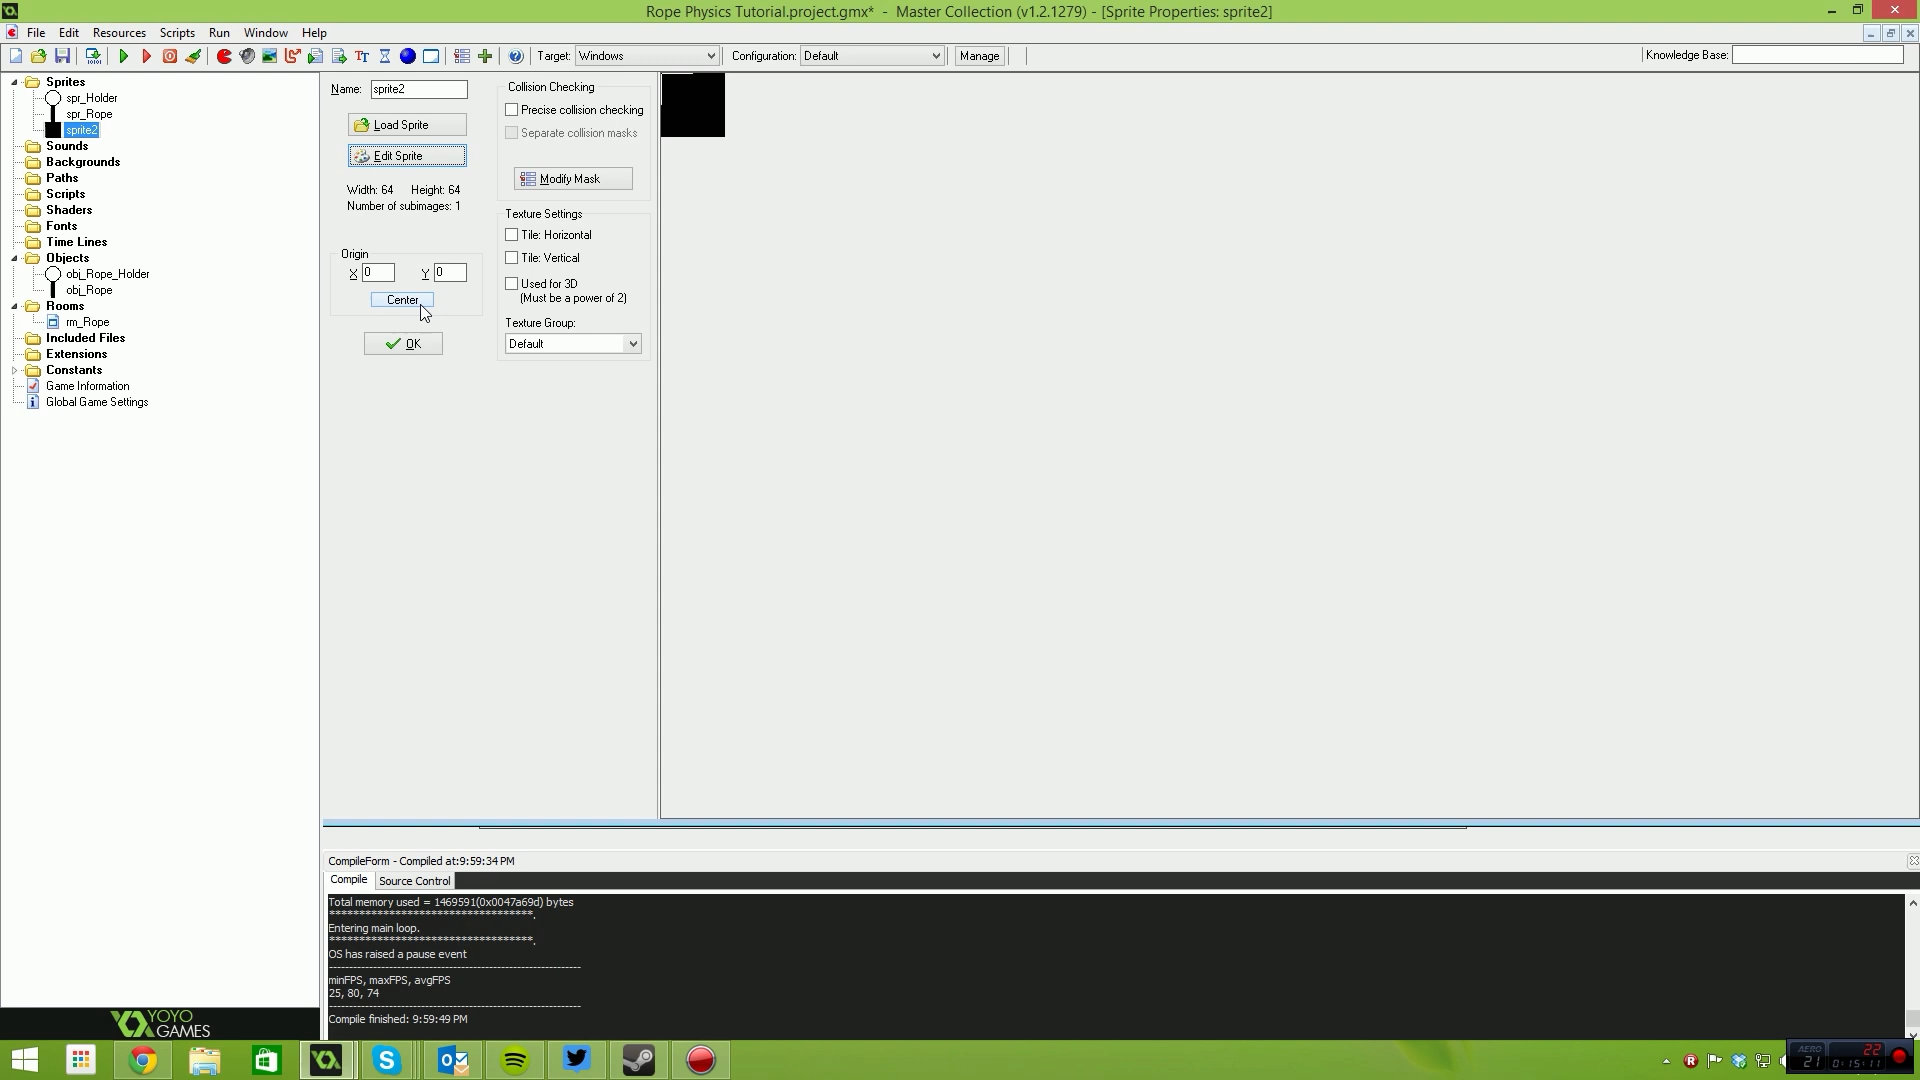 Rope Physics Tutorial.project.gmx* - Master Collection (v1.2.1279) - [Sprite Properties: sprite2]
File Edit Resources Scripts Run Window Help
Target: Windows Configuration: Default Manage Knowledge Base:
Sprites
spr_Holder
spr_Rope
sprite2
Sounds
Backgrounds
Paths
Scripts
Shaders
Fonts
Time Lines
Objects
obj_Rope_Holder
obj_Rope
Rooms
rm_Rope
Included Files
Extensions
Constants
Game Information
Global Game Settings
YOYO
GAMES
Name: sprite2
Load Sprite
Edit Sprite
Width: 64 Height: 64
Number of subimages: 1
Origin
X 0 Y 0
Center
OK
Collision Checking
Precise collision checking
Separate collision masks
Modify Mask
Texture Settings
Tile: Horizontal
Tile: Vertical
Used for 3D
(Must be a power of 2)
Texture Group:
Default
CompileForm - Compiled at:9:59:34 PM
Compile Source Control
Total memory used = 1469591(0x0047a69d) bytes
**********************************.
Entering main loop.
**********************************.
OS has raised a pause event
minFPS, maxFPS, avgFPS
25, 80, 74
Compile finished: 9:59:49 PM
AERO 21 22 0:15:11